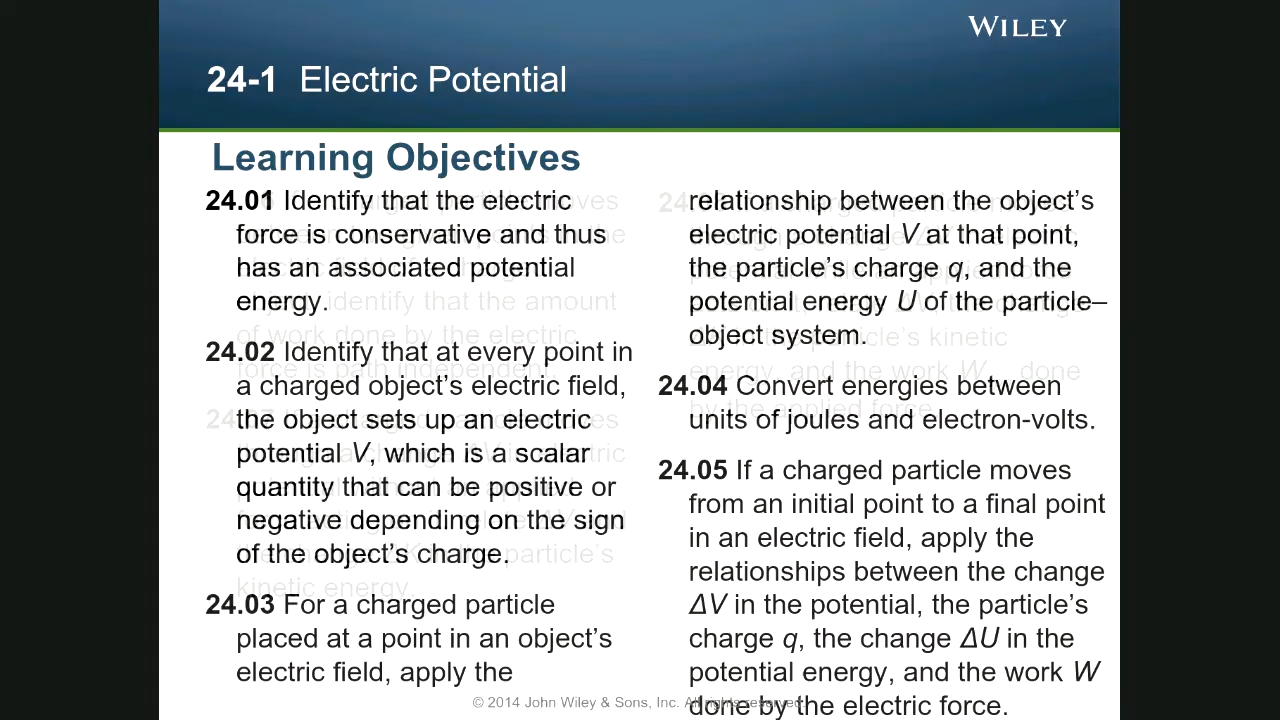 WILEY
24-1 Electric Potential
Learning Objectives
24.01 Identify that the electric
force is conservative and thus
has an associated potential
energy.
24.02 Identify that at every point in
a charged object’s electric field,
the object sets up an electric
potential V, which is a scalar
quantity that can be positive or
negative depending on the sign
of the object’s charge.
24.03 For a charged particle
placed at a point in an object’s
electric field, apply the
relationship between the object’s
electric potential V at that point,
the particle’s charge q, and the
potential energy U of the particle–
object system.
24.04 Convert energies between
units of joules and electron-volts.
24.05 If a charged particle moves
from an initial point to a final point
in an electric field, apply the
relationships between the change
ΔV in the potential, the particle’s
charge q, the change ΔU in the
potential energy, and the work W
done by the electric force.
© 2014 John Wiley & Sons, Inc. All rights reserved.